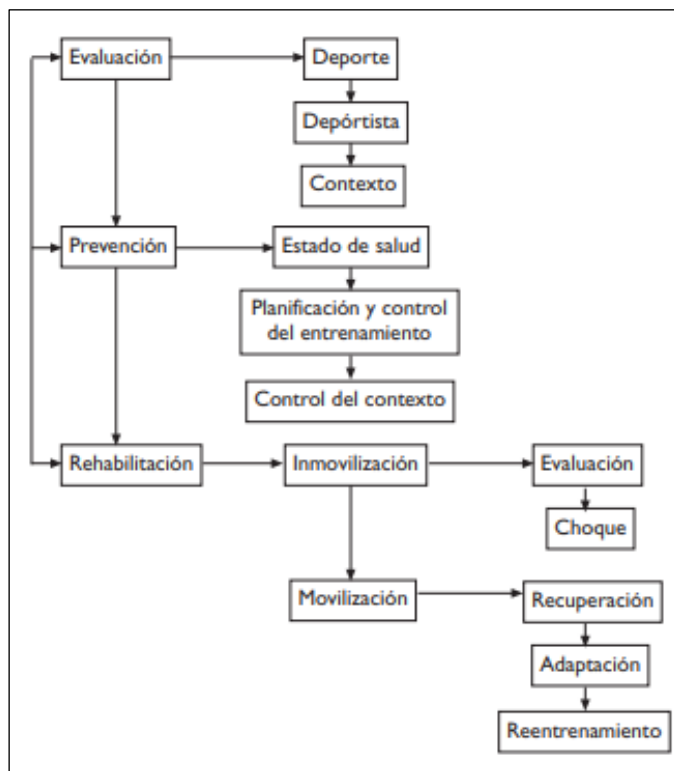 Evaluación
Deporte
Depórtista
Contexto
Prevención
Estado de salud
Planificación y control
del entrenamiento
Control del contexto
Rehabilitación
Inmovilización
Evaluación
Choque
Movilización
Recuperación
Adaptación
Reentrenamiento